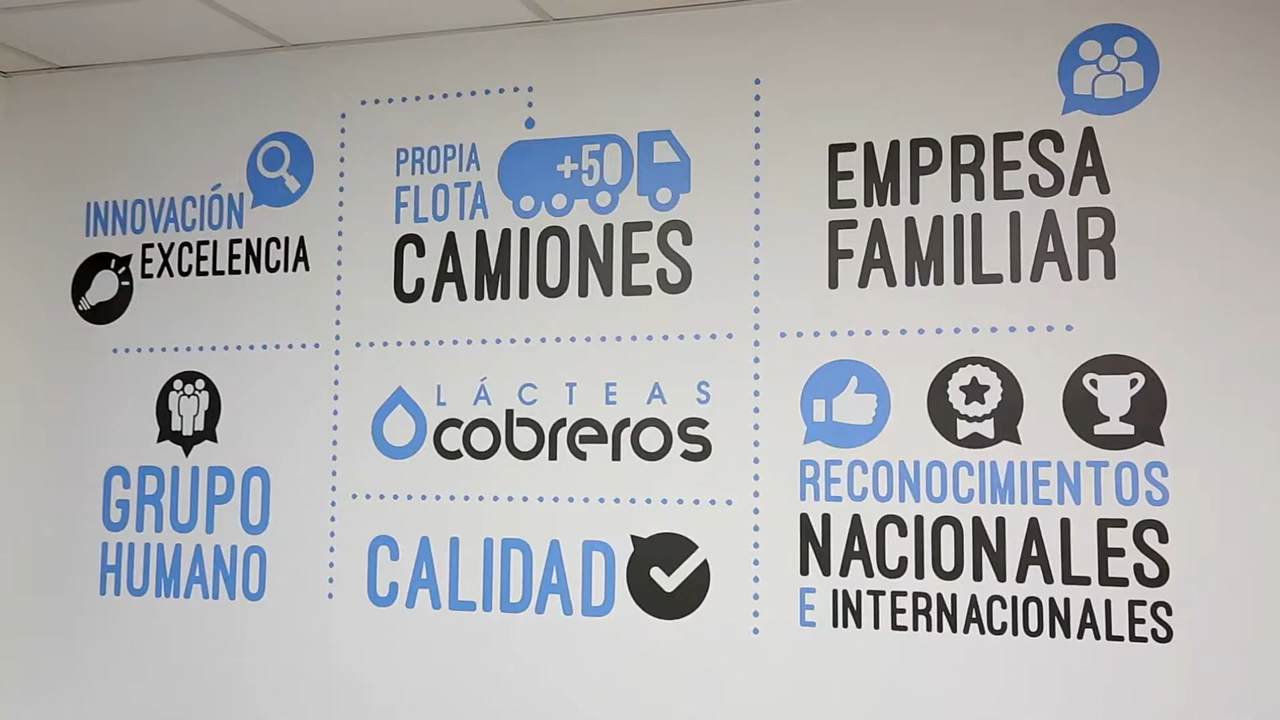 INNOVACIÓN
EXCELENCIA
PROPIA
FLOTA
+50
CAMIONES
EMPRESA
FAMILIAR
GRUPO
HUMANO
LÁCTEAS
cobreros
CALIDAD
RECONOCIMIENTOS
NACIONALES
E INTERNACIONALES